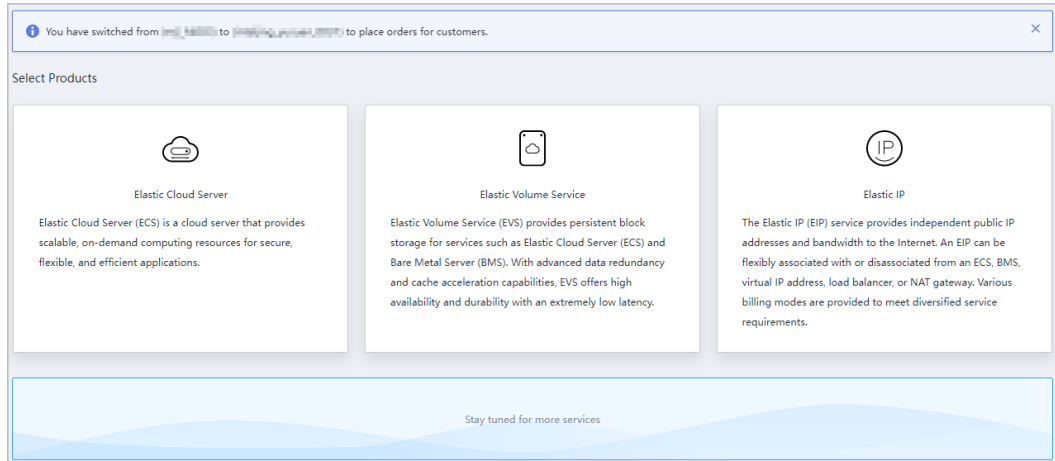 You have switched from to to place orders for customers.
Select Products
IP
Elastic Cloud Server
Elastic Volume Service
Elastic IP
Elastic Cloud Server (ECS) is a cloud server that provides
scalable, on-demand computing resources for secure,
flexible, and efficient applications.
Elastic Volume Service (EVS) provides persistent block
storage for services such as Elastic Cloud Server (ECS) and
Bare Metal Server (BMS). With advanced data redundancy
and cache acceleration capabilities, EVS offers high
availability and durability with an extremely low latency.
The Elastic IP (EIP) service provides independent public IP
addresses and bandwidth to the Internet. An EIP can be
flexibly associated with or disassociated from an ECS, BMS,
virtual IP address, load balancer, or NAT gateway. Various
billing modes are provided to meet diversified service
requirements.
Stay tuned for more services